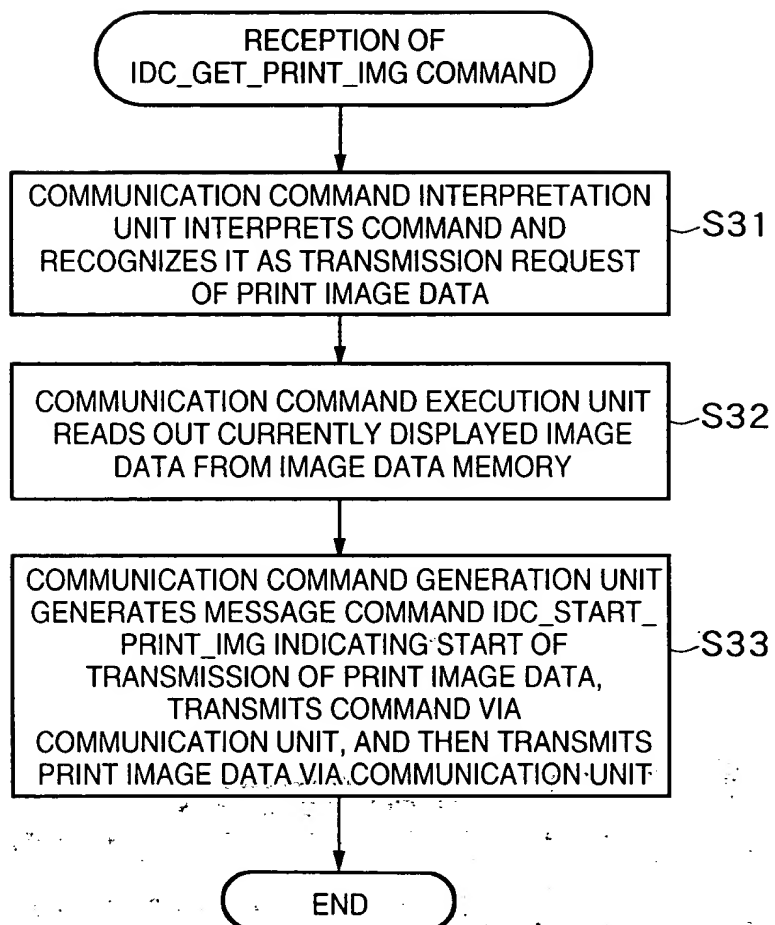 RECEPTION OF
IDC_GET_PRINT_IMG COMMAND
COMMUNICATION COMMAND INTERPRETATION
UNIT INTERPRETS COMMAND AND
RECOGNIZES IT AS TRANSMISSION REQUEST
OF PRINT IMAGE DATA
S31
COMMUNICATION COMMAND EXECUTION UNIT
READS OUT CURRENTLY DISPLAYED IMAGE
DATA FROM IMAGE DATA MEMORY
S32
COMMUNICATION COMMAND GENERATION UNIT
GENERATES MESSAGE COMMAND IDC_START_
PRINT_IMG INDICATING START OF
TRANSMISSION OF PRINT IMAGE DATA,
TRANSMITS COMMAND VIA
COMMUNICATION UNIT, AND THEN TRANSMITS
PRINT IMAGE DATA VIA COMMUNICATION UNIT
S33
END